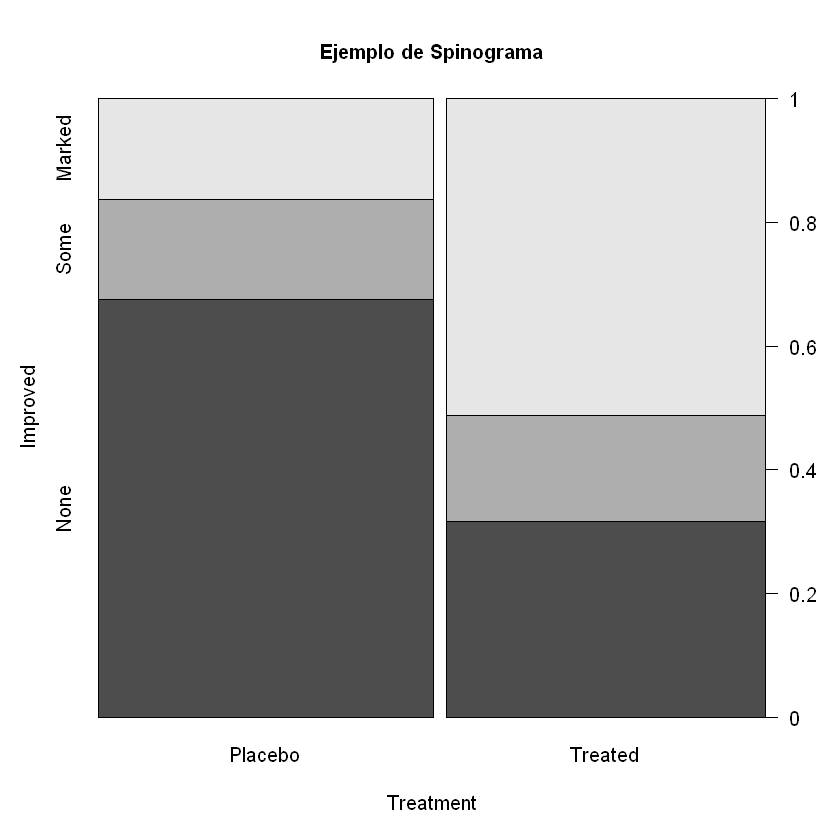 Ejemplo de Spinograma
Marked
Some
None
Improved
1
0.8
0.6
0.4
0.2
0
Placebo
Treated
Treatment